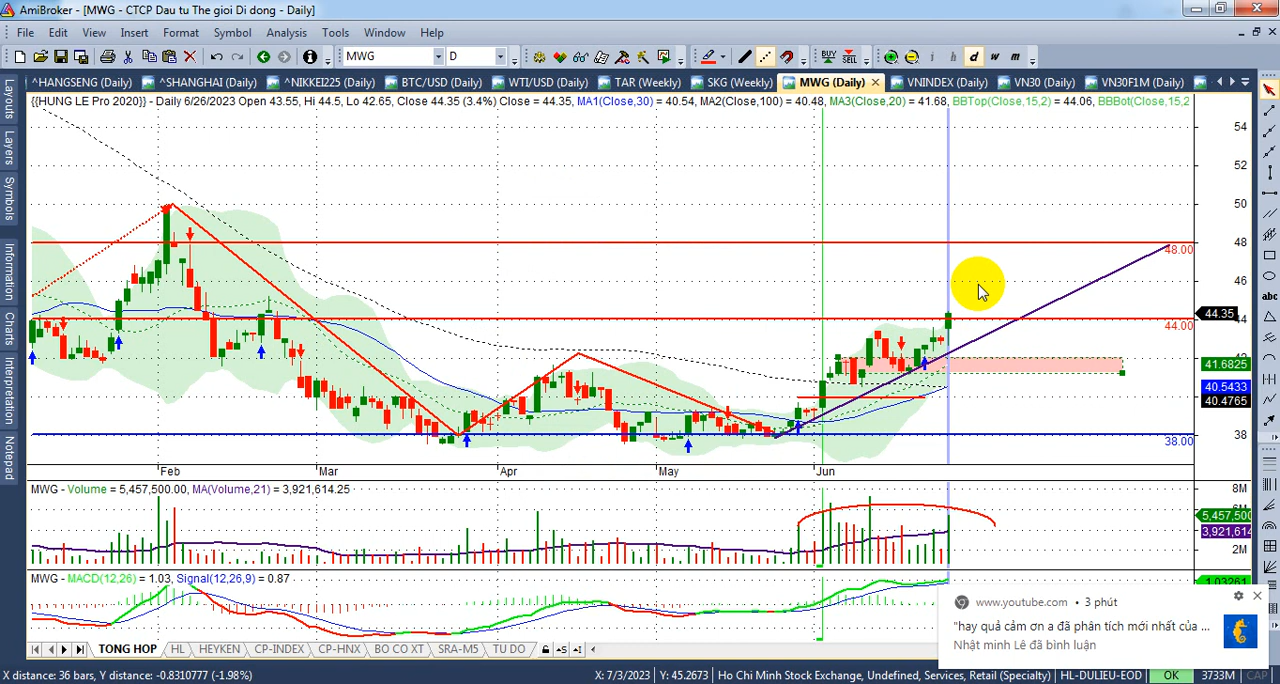 AmiBroker - [MWG - CTCP Dau tu The gioi Di dong - Daily]
File Edit View Insert Format Symbol Analysis Tools Window Help
MWG D BUY SELL i h d w m
^HANGSENG (Daily) ^SHANGHAI (Daily) ^NIKKEI225 (Daily) BTC/USD (Daily) WTI/USD (Daily) TAR (Weekly) SKG (Weekly) MWG (Daily) VNINDEX (Daily) VN30 (Daily) VN30F1M (Daily)
{{HUNG LE Pro 2020}} - Daily 6/26/2023 Open 43.55, Hi 44.5, Lo 42.65, Close 44.35 (3.4%) Close = 44.35, MA1(Close,30) = 40.54, MA2(Close,100) = 40.48, MA3(Close,20) = 41.68, BBTop(Close,15,2) = 44.06, BBBot(Close,15,2
Layouts
Layers
Symbols
Information
Charts
Interpretation
Notepad
abc
54
52
50
48
48.00
46
44.35
44
44.00
42
41.6825
40.5433
40.4765
38
38.00
Feb Mar Apr May Jun
MWG - Volume = 5,457,500.00, MA(Volume,21) = 3,921,614.25
8M
5,457,500
3,921,614
2M
MWG - MACD(12,26) = 1.03, Signal(12,26,9) = 0.87
1.03261
www.youtube.com • 3 phút
"hay quả cảm ơn a đã phân tích mới nhất của ...
Nhật minh Lê đã bình luận
TONG HOP HL HEYKEN CP-INDEX CP-HNX BO CO XT SRA-M5 TU DO
X distance: 36 bars, Y distance: -0.8310777 (-1.98%) X: 7/3/2023 Y: 45.2673 Ho Chi Minh Stock Exchange, Undefined, Services, Retail (Specialty) HL-DULIEU-EOD OK 3733M CAP